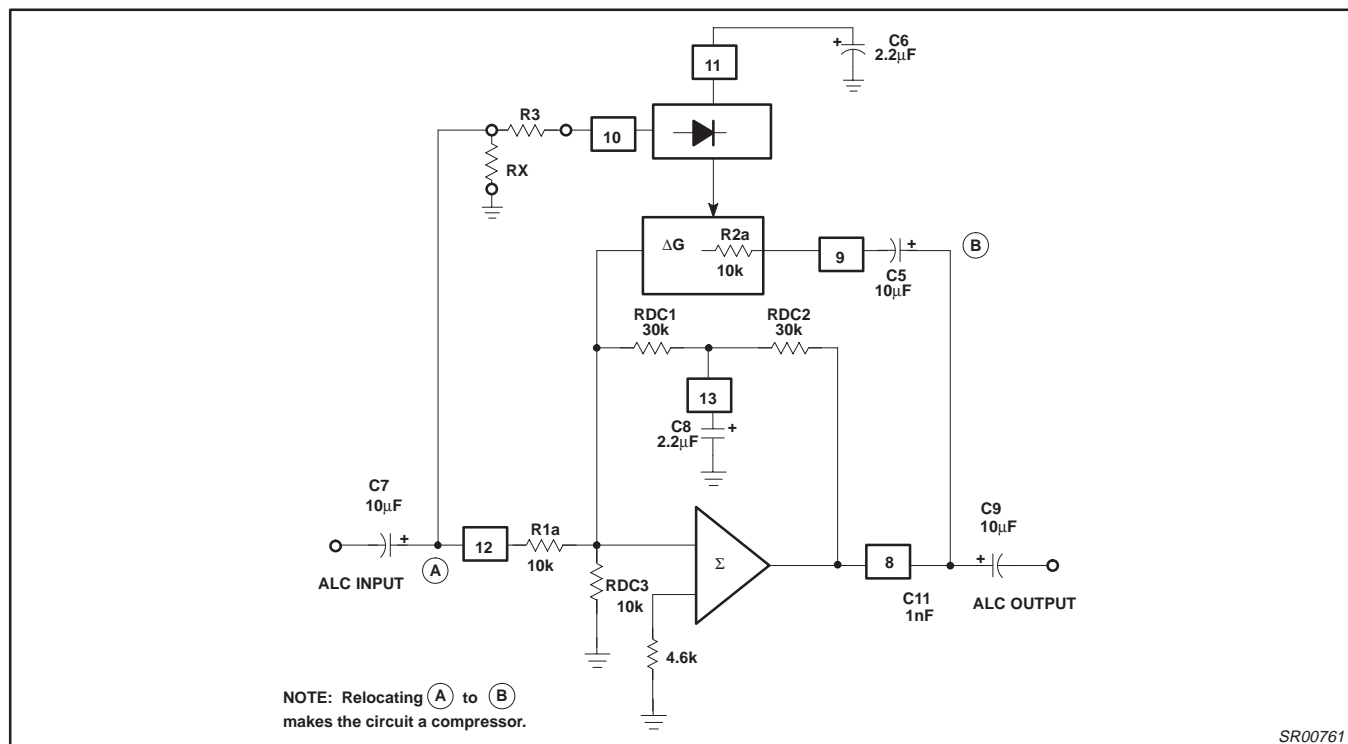 C6
2.2μF
+
11
R3
10
RX
ΔG
R2a
10k
9
+
C5
10μF
B
RDC1
30k
RDC2
30k
13
C8
2.2μF
+
C7
10μF
+
A
12
R1a
10k
ALC INPUT
RDC3
10k
Σ
4.6k
8
C11
1nF
C9
10μF
+
ALC OUTPUT
NOTE: Relocating A to B
makes the circuit a compressor.
SR00761